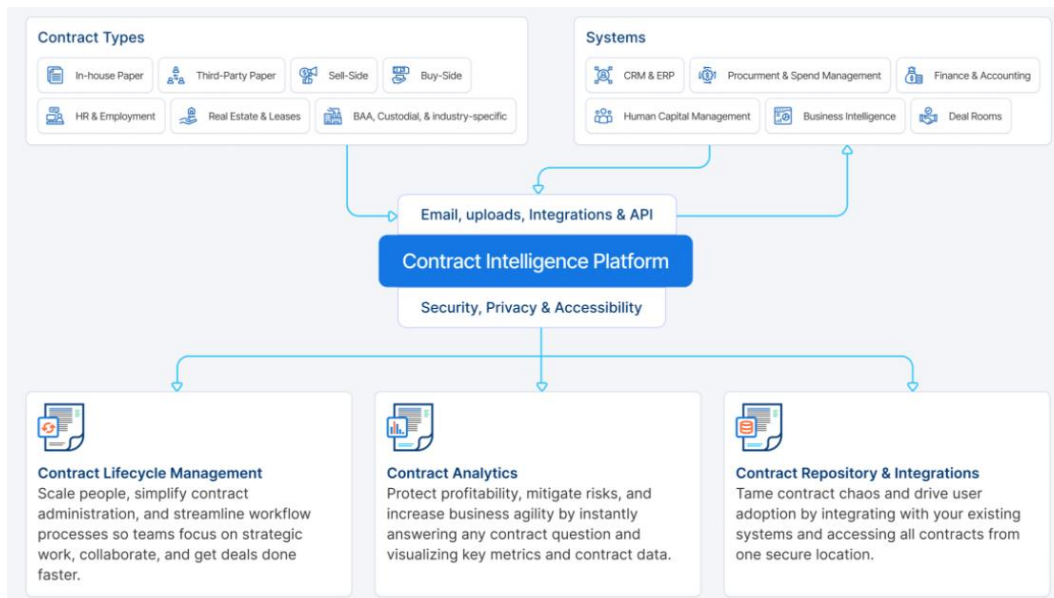 Contract Types
In-house Paper
Third-Party Paper
Sell-Side
Buy-Side
HR & Employment
Real Estate & Leases
BAA, Custodial, & industry-specific
Systems
CRM & ERP
Procurment & Spend Management
Finance & Accounting
Human Capital Management
Business Intelligence
Deal Rooms
Email, uploads, Integrations & API
Contract Intelligence Platform
Security, Privacy & Accessibility
Contract Lifecycle Management
Scale people, simplify contract
administration, and streamline workflow
processes so teams focus on strategic
work, collaborate, and get deals done
faster.
Contract Analytics
Protect profitability, mitigate risks, and
increase business agility by instantly
answering any contract question and
visualizing key metrics and contract data.
Contract Repository & Integrations
Tame contract chaos and drive user
adoption by integrating with your existing
systems and accessing all contracts from
one secure location.